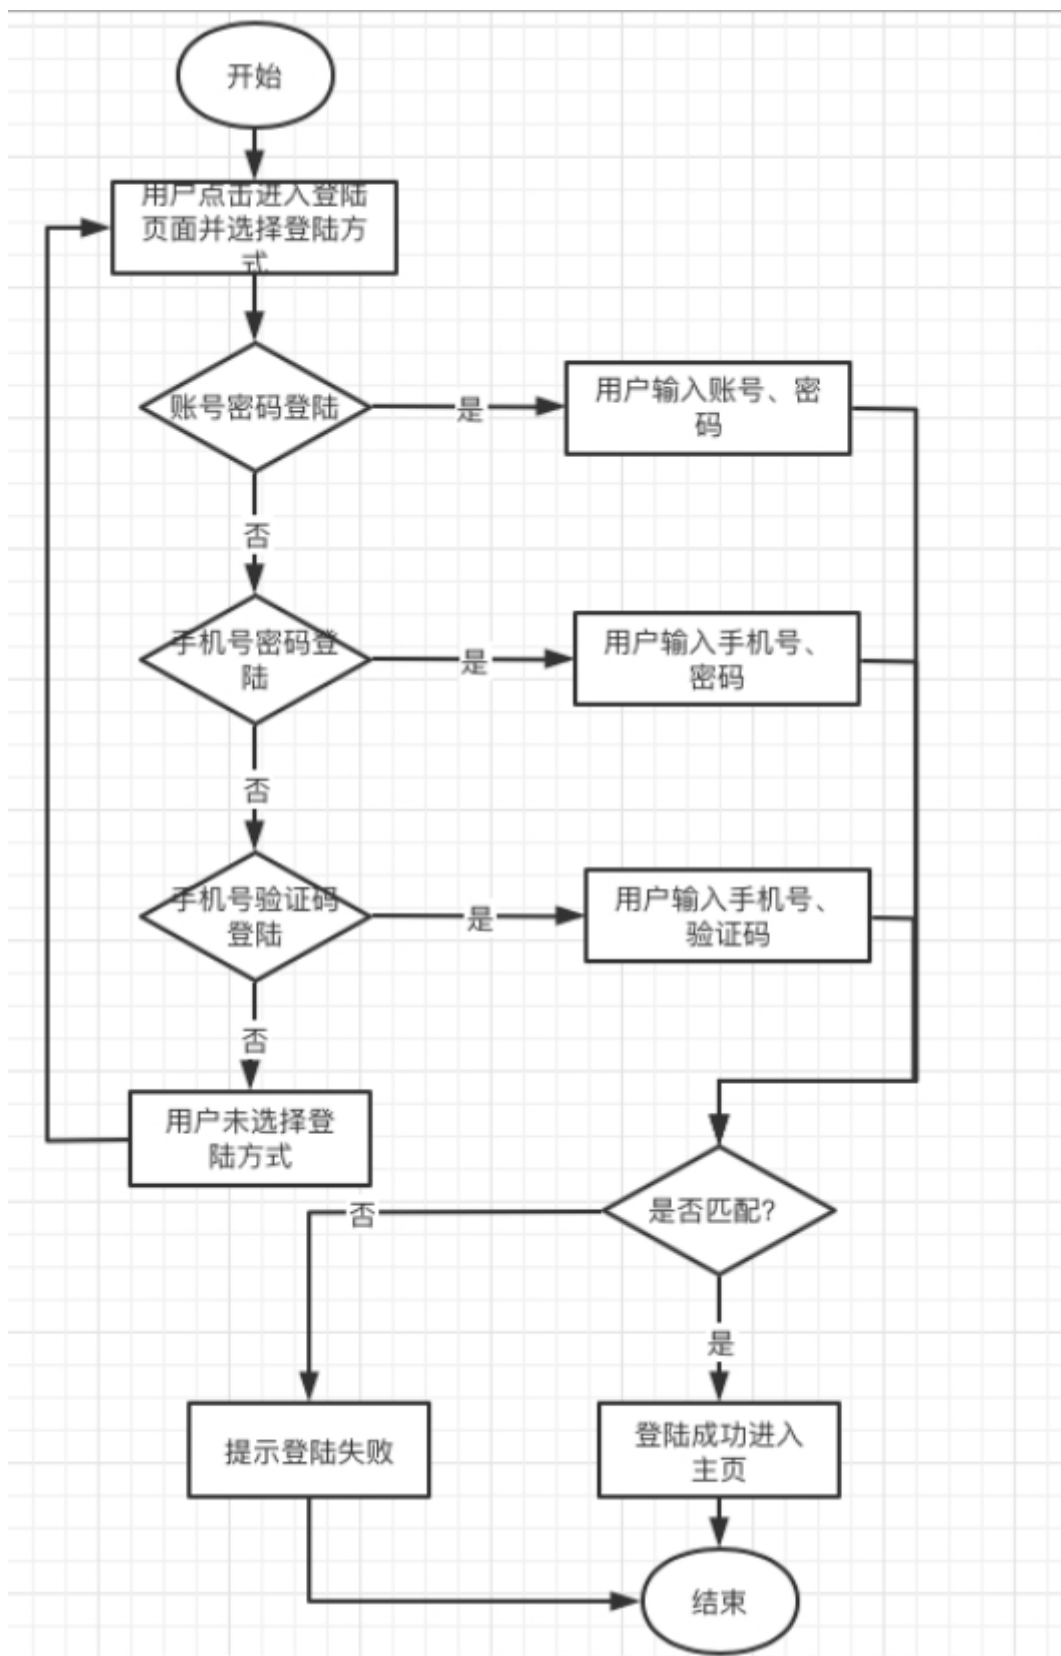 开始
用户点击进入登陆
页面并选择登陆方
式
账号密码登陆
是
用户输入账号、密
码
否
手机号密码登
陆
是
用户输入手机号、
密码
否
手机号验证码
登陆
是
用户输入手机号、
验证码
否
用户未选择登
陆方式
是否匹配?
否
是
提示登陆失败
登陆成功进入
主页
结束